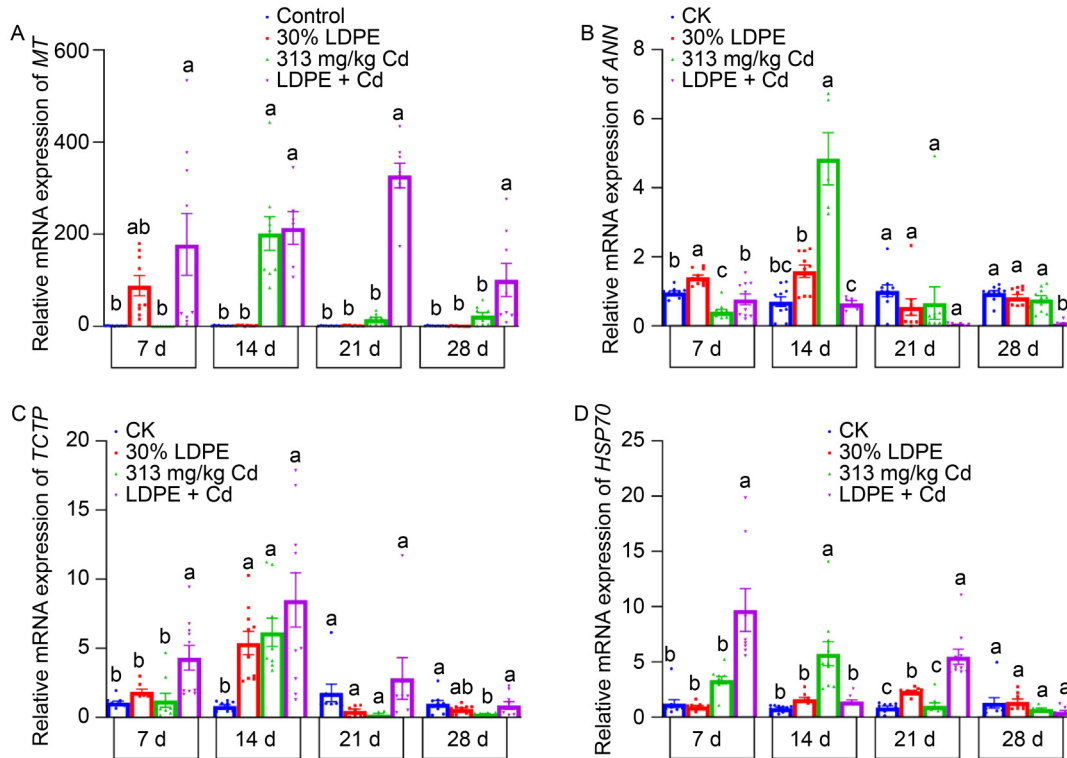 A
Control
30% LDPE
313 mg/kg Cd
LDPE + Cd
Relative mRNA expression of MT
600
400
200
0
b
ab
b
a
b
b
a
a
b
b
b
a
b
b
b
a
7 d
14 d
21 d
28 d
B
CK
30% LDPE
313 mg/kg Cd
LDPE + Cd
Relative mRNA expression of ANN
8
6
4
2
0
b
a
c
b
bc
b
a
c
a
a
a
a
a
a
a
b
7 d
14 d
21 d
28 d
C
CK
30% LDPE
313 mg/kg Cd
LDPE + Cd
Relative mRNA expression of TCTP
20
15
10
5
0
b
b
b
a
b
a
a
a
a
a
a
a
a
ab
b
a
7 d
14 d
21 d
28 d
D
CK
30% LDPE
313 mg/kg Cd
LDPE + Cd
Relative mRNA expression of HSP70
25
20
15
10
5
0
b
b
b
a
b
b
a
b
c
b
c
a
a
a
a
a
7 d
14 d
21 d
28 d